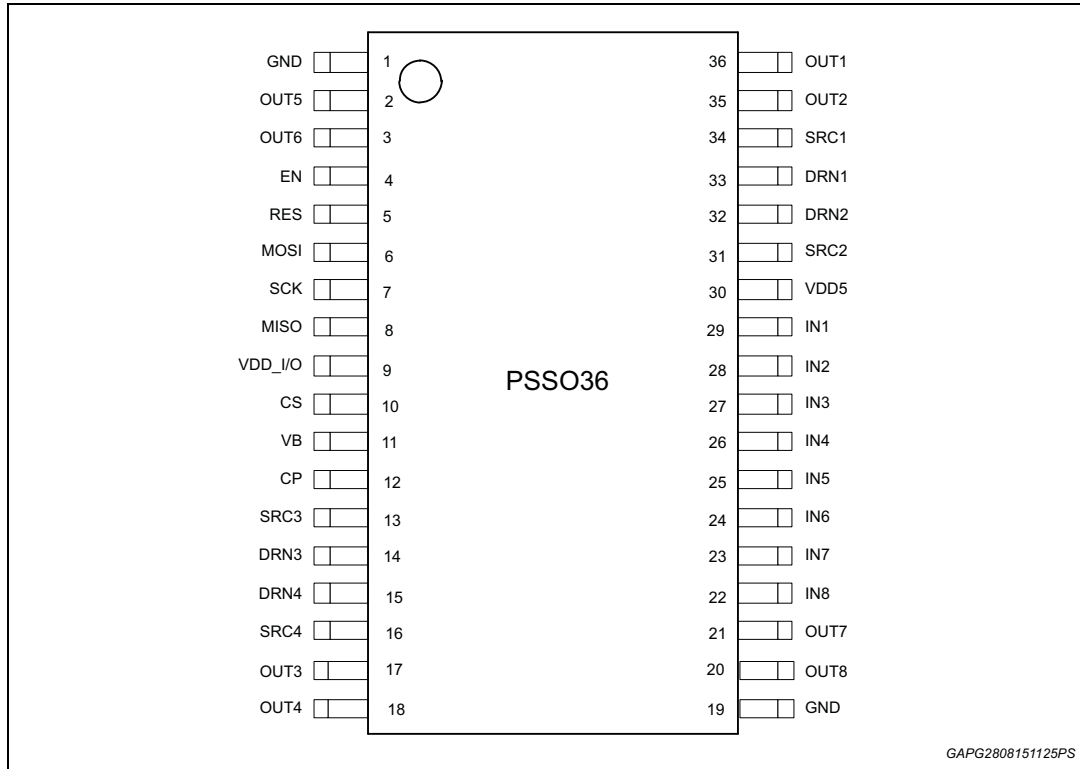 GND 1 36 OUT1
OUT5 2 35 OUT2
OUT6 3 34 SRC1
EN 4 33 DRN1
RES 5 32 DRN2
MOSI 6 31 SRC2
SCK 7 30 VDD5
MISO 8 29 IN1
VDD_I/O 9 28 IN2
PSSO36
CS 10 27 IN3
VB 11 26 IN4
CP 12 25 IN5
SRC3 13 24 IN6
DRN3 14 23 IN7
DRN4 15 22 IN8
SRC4 16 21 OUT7
OUT3 17 20 OUT8
OUT4 18 19 GND
GAPG2808151125PS